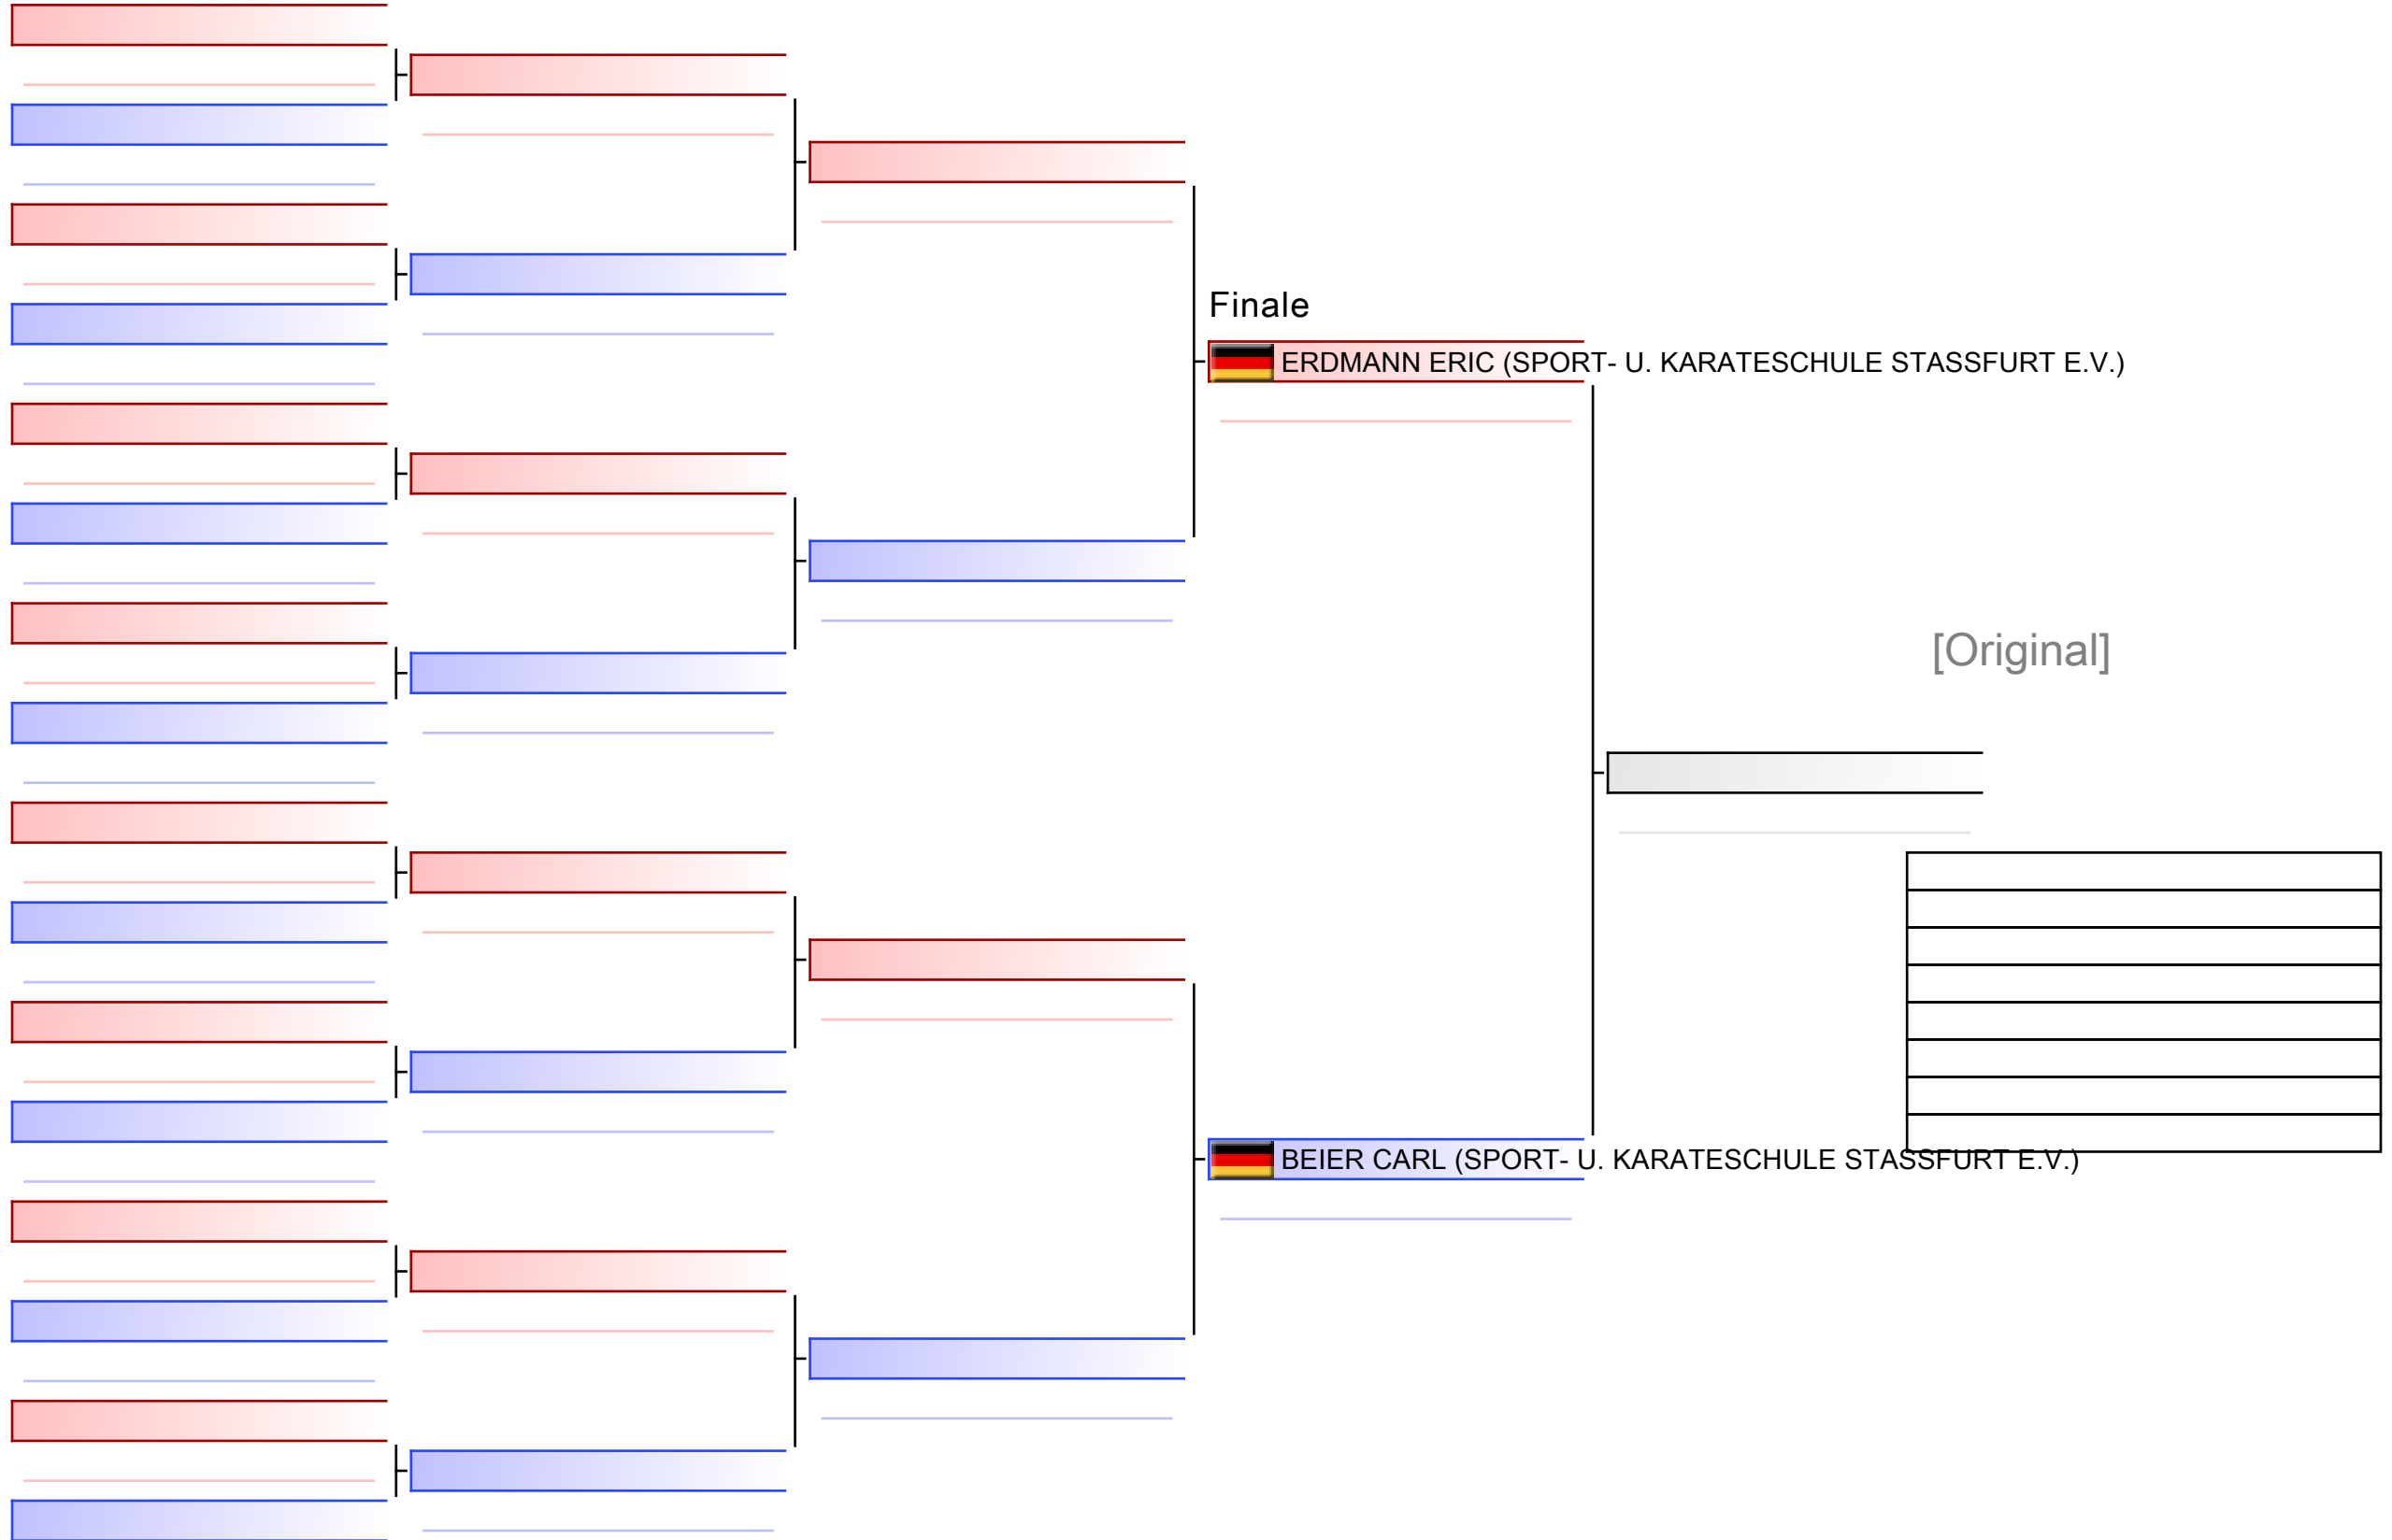 Finale
ERDMANN ERIC (SPORT- U. KARATESCHULE STASSFURT E.V.)
[Original]
BEIER CARL (SPORT- U. KARATESCHULE STASSFURT E.V.)